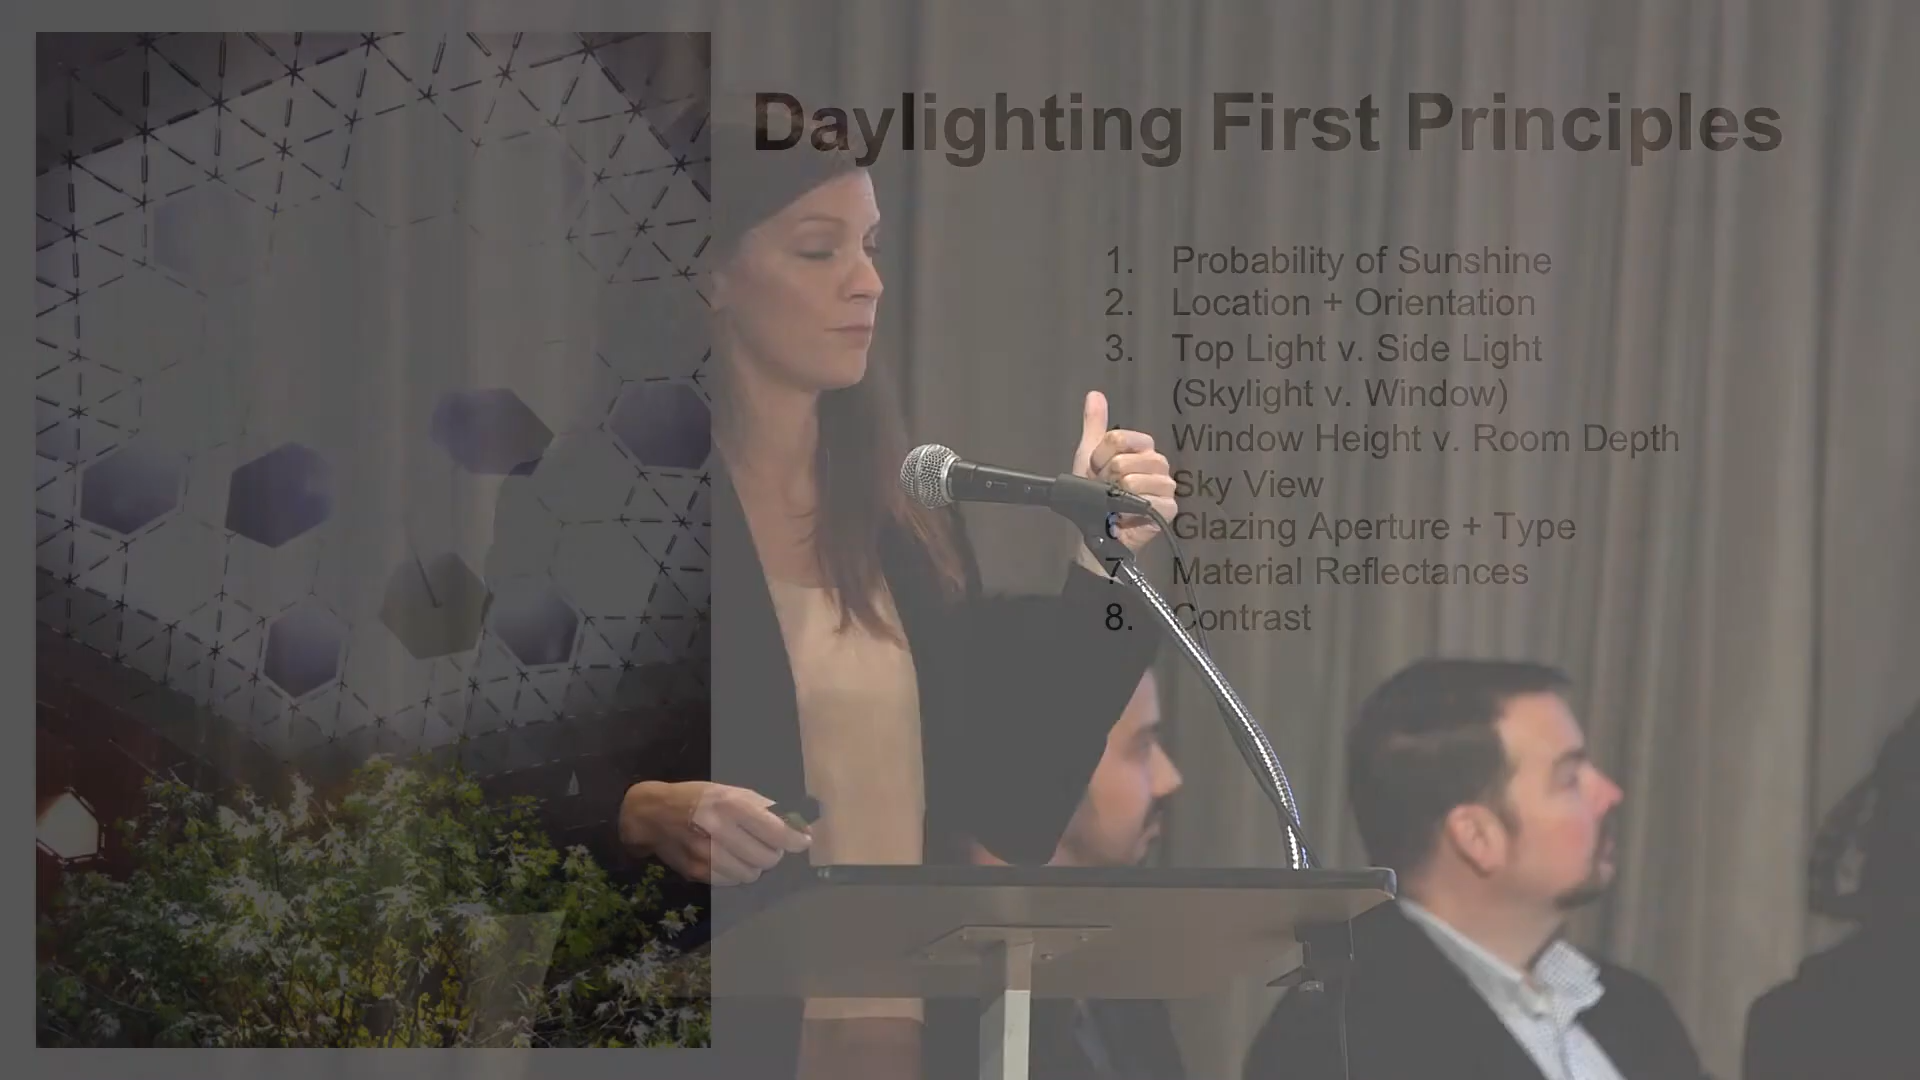 Daylighting First Principles
1. Probability of Sunshine
2. Location + Orientation
3. Top Light v. Side Light
(Skylight v. Window)
Window Height v. Room Depth
Sky View
6. Glazing Aperture + Type
7. Material Reflectances
8. Contrast